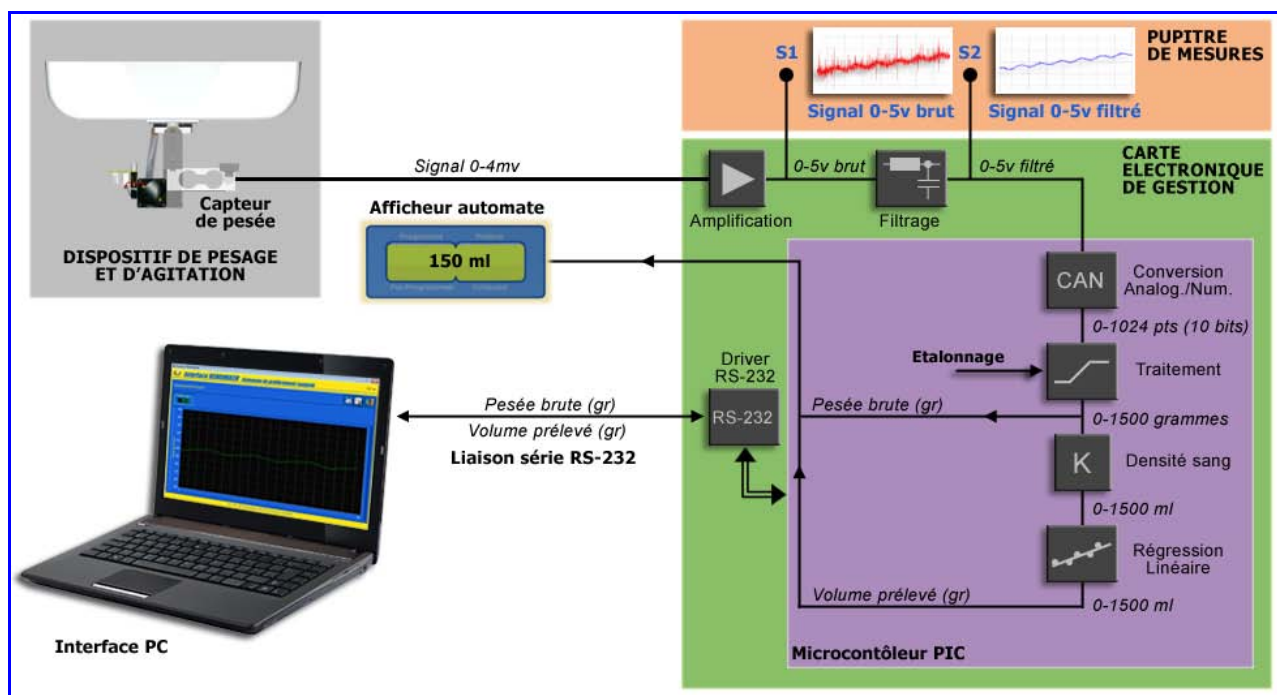 PUPITRE
DE MESURES
S1
S2
Signal 0-5v brut
Signal 0-5v filtré
CARTE
ELECTRONIQUE
DE GESTION
Signal 0-4mv
0-5v brut
0-5v filtré
Amplification
Filtrage
Capteur
de pesée
DISPOSITIF DE PESAGE
ET D'AGITATION
Afficheur automate
150 ml
CAN
Conversion
Analog./Num.
0-1024 pts (10 bits)
Etalonnage
Traitement
Driver
RS-232
RS-232
Pesée brute (gr)
Volume prélevé (gr)
Liaison série RS-232
Pesée brute (gr)
0-1500 grammes
K
Densité sang
0-1500 ml
Régression
Linéaire
Volume prélevé (gr)
0-1500 ml
Interface PC
Microcontôleur PIC